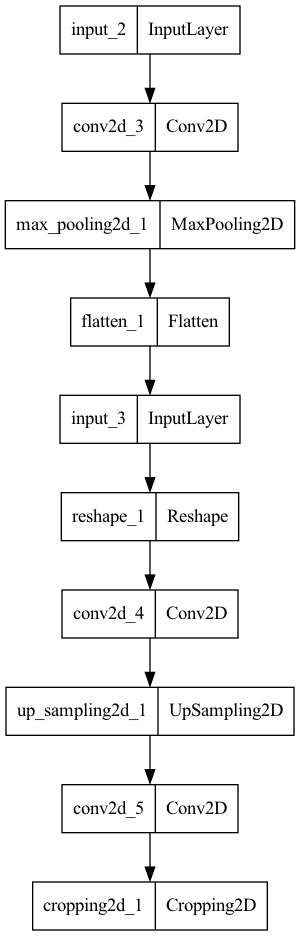 input_2 InputLayer
conv2d_3 Conv2D
max_pooling2d_1 MaxPooling2D
flatten_1 Flatten
input_3 InputLayer
reshape_1 Reshape
conv2d_4 Conv2D
up_sampling2d_1 UpSampling2D
conv2d_5 Conv2D
cropping2d_1 Cropping2D